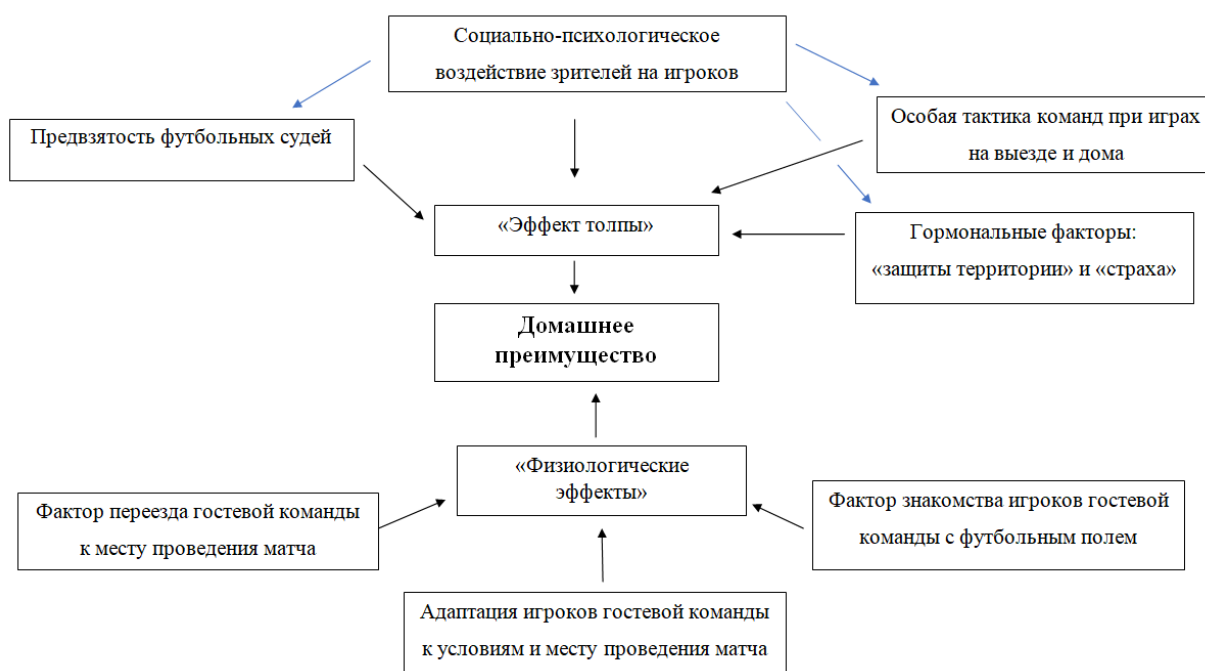 Социально-психологическое
воздействие зрителей на игроков
Предвзятость футбольных судей
Особая тактика команд при играх
на выезде и дома
«Эффект толпы»
Гормональные факторы:
«защиты территории» и «страха»
Домашнее
преимущество
«Физиологические
эффекты»
Фактор переезда гостевой команды
к месту проведения матча
Фактор знакомства игроков гостевой
команды с футбольным полем
Адаптация игроков гостевой команды
к условиям и месту проведения матча